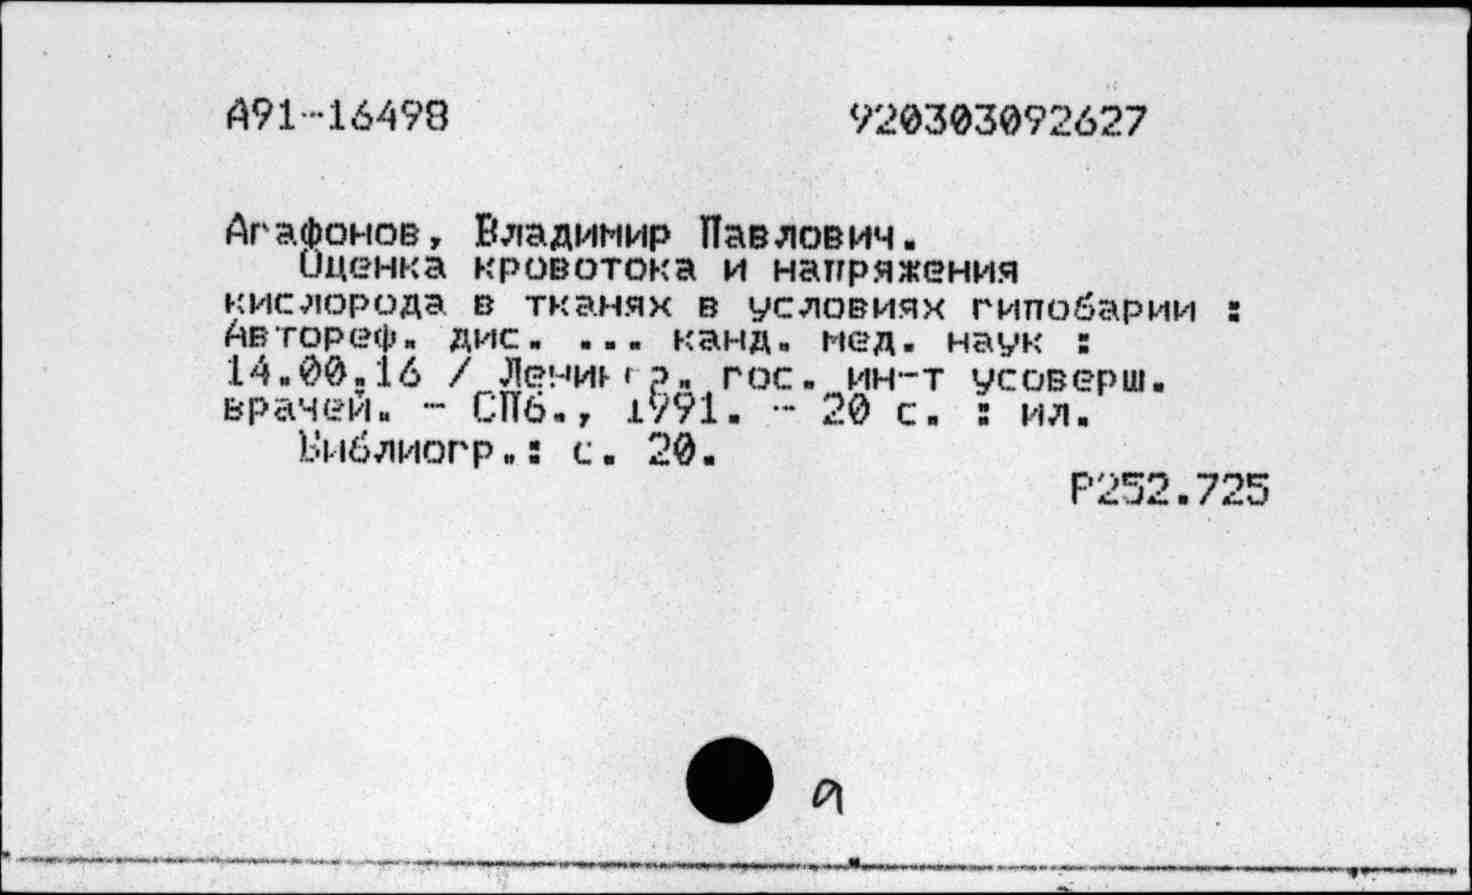 А91-16498 920303092627
Агафонов, Владимир Павлович.
Оценка кровотока и напряжения
кислорода в тканях в условиях гипобарии :
Автореф. дис. ... канд. мед. наук :
14.00.16 / Ленингр. гос. ин-т усоверш.
врачей. - СПб., 1991. - 20 с. : ил.
Библиогр.: с. 20.
Р252.725